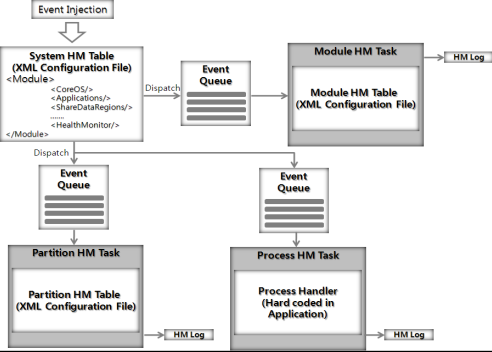 Event Injection
System HM Table
(XML Configuration File)
<Module>
<CoreOS/>
<Applications/>
<ShareDataRegions/>
.......
<HealthMonitor/>
</Module>
Dispatch
Event
Queue
Module HM Task
Module HM Table
(XML Configuration File)
HM Log
Dispatch
Event
Queue
Event
Queue
Partition HM Task
Partition HM Table
(XML Configuration File)
HM Log
Process HM Task
Process Handler
(Hard coded in
Application)
HM Log